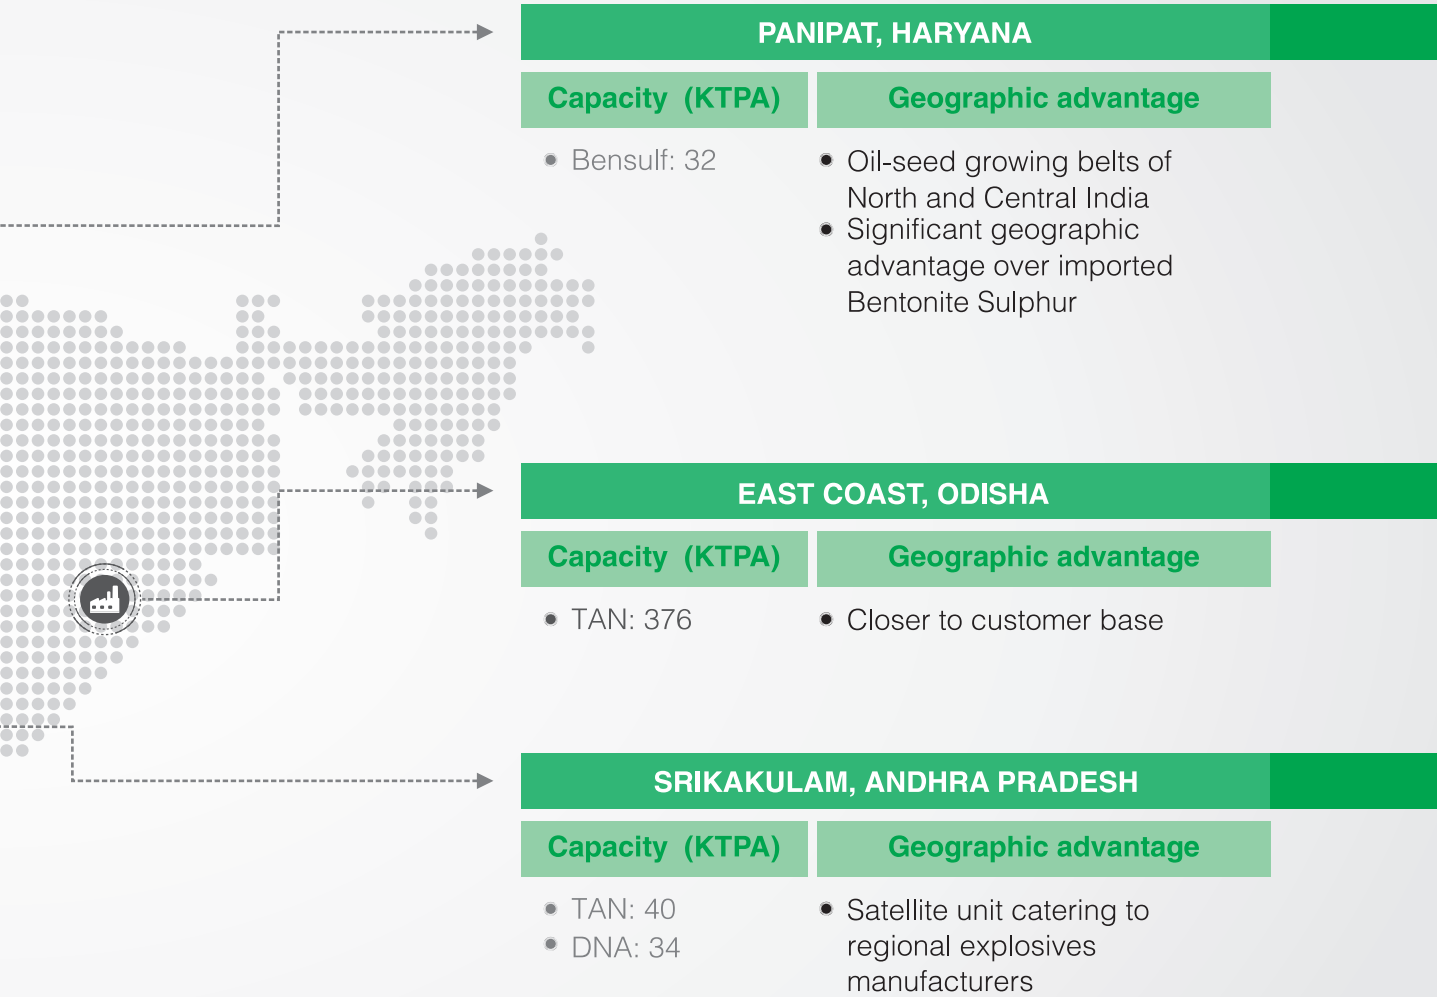 PANIPAT, HARYANA
Capacity (KTPA)
Geographic advantage
Bensulf: 32
Oil-seed growing belts of
North and Central India
Significant geographic
advantage over imported
Bentonite Sulphur
EAST COAST, ODISHA
Capacity (KTPA)
Geographic advantage
TAN: 376
Closer to customer base
SRIKAKULAM, ANDHRA PRADESH
Capacity (KTPA)
Geographic advantage
TAN: 40
DNA: 34
Satellite unit catering to
regional explosives
manufacturers